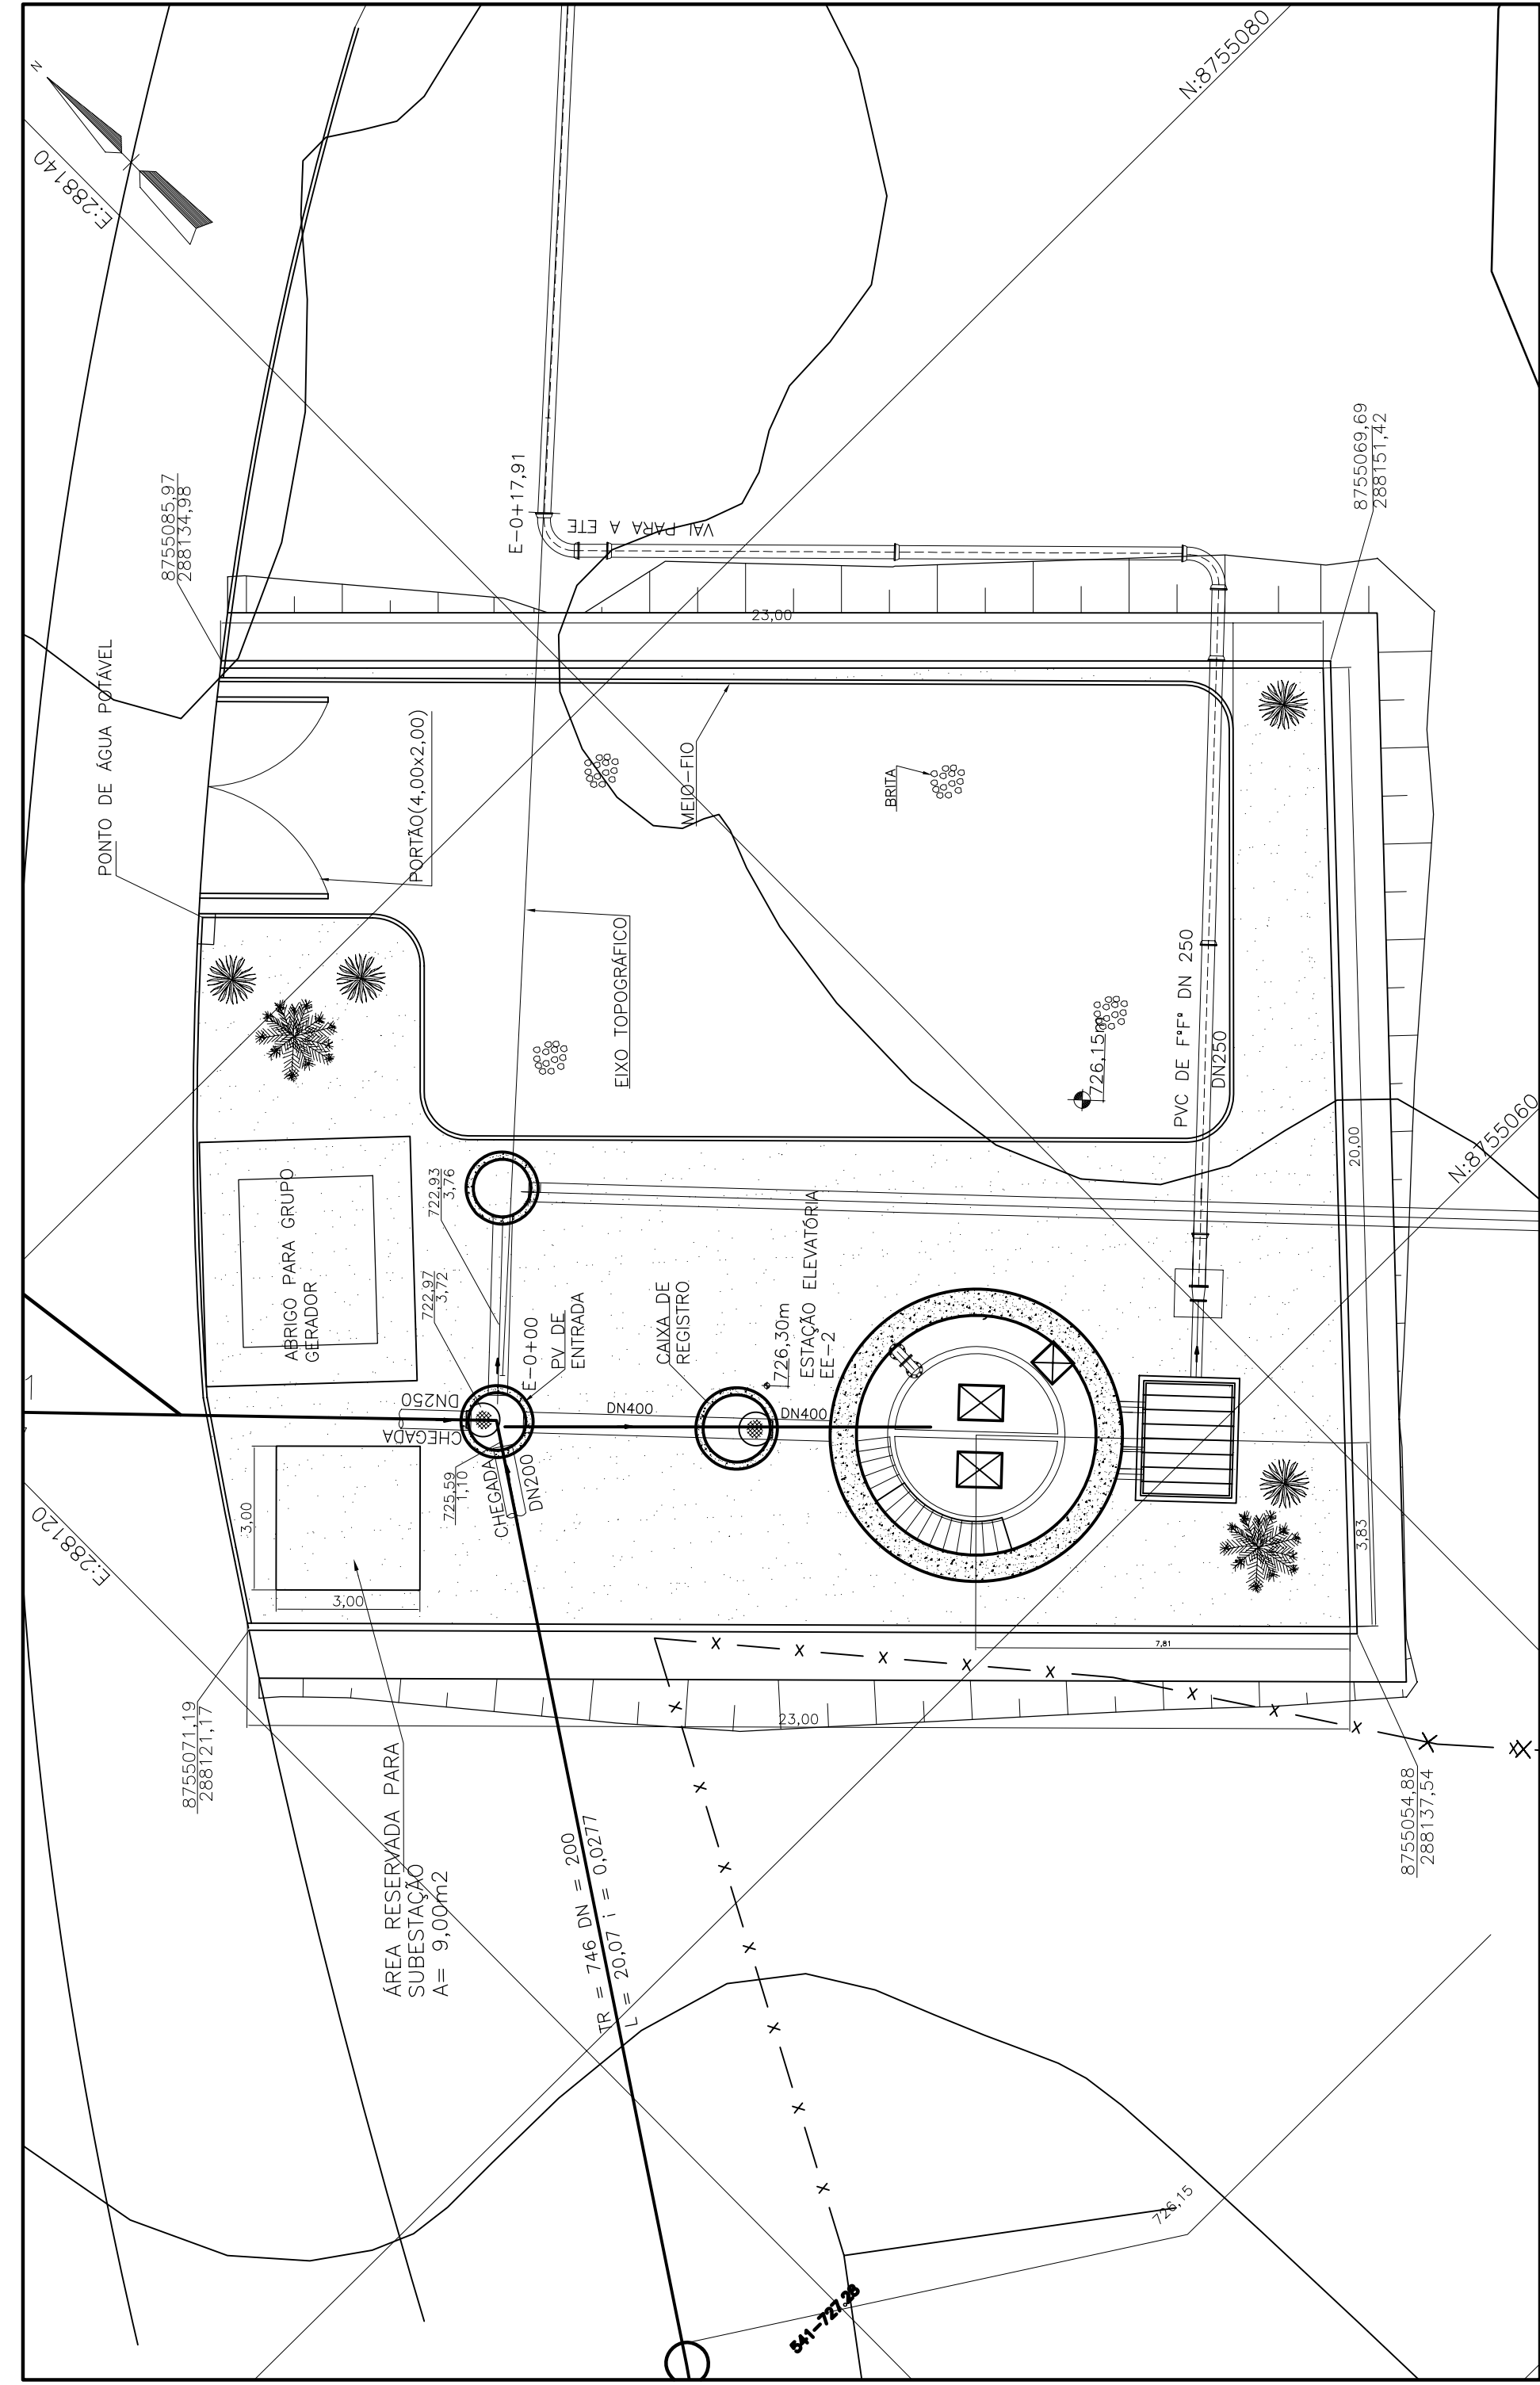 N
E:288140
N:8755080
8755085,97
288134,98
E-0+17,91
VAI PARA A ETE
8755069,69
288151,42
23,00
PONTO DE ÁGUA POTÁVEL
PORTÃO(4,00x2,00)
MEIO-FIO
BRITA
EIXO TOPOGRÁFICO
726,15m
PVC DE FºFº DN 250
DN250
20,00
N:8755060
ABRIGO PARA GRUPO
GERADOR
722,93
3,76
722,97
3,72
E-0+00
PV DE
ENTRADA
CAIXA DE
REGISTRO
726,30m
ESTAÇÃO ELEVATÓRIA
EE-2
DN250
CHEGADA
DN400
DN400
725,59
1,10
CHEGADA
DN200
3,00
3,00
3,83
7,81
E:288120
23,00
8755071,19
288121,17
ÁREA RESERVADA PARA
SUBESTAÇÃO
A= 9,00m2
TR = 746 DN = 200
L = 20,07 i = 0,0277
8755054,88
288137,54
726,15
541-727.28